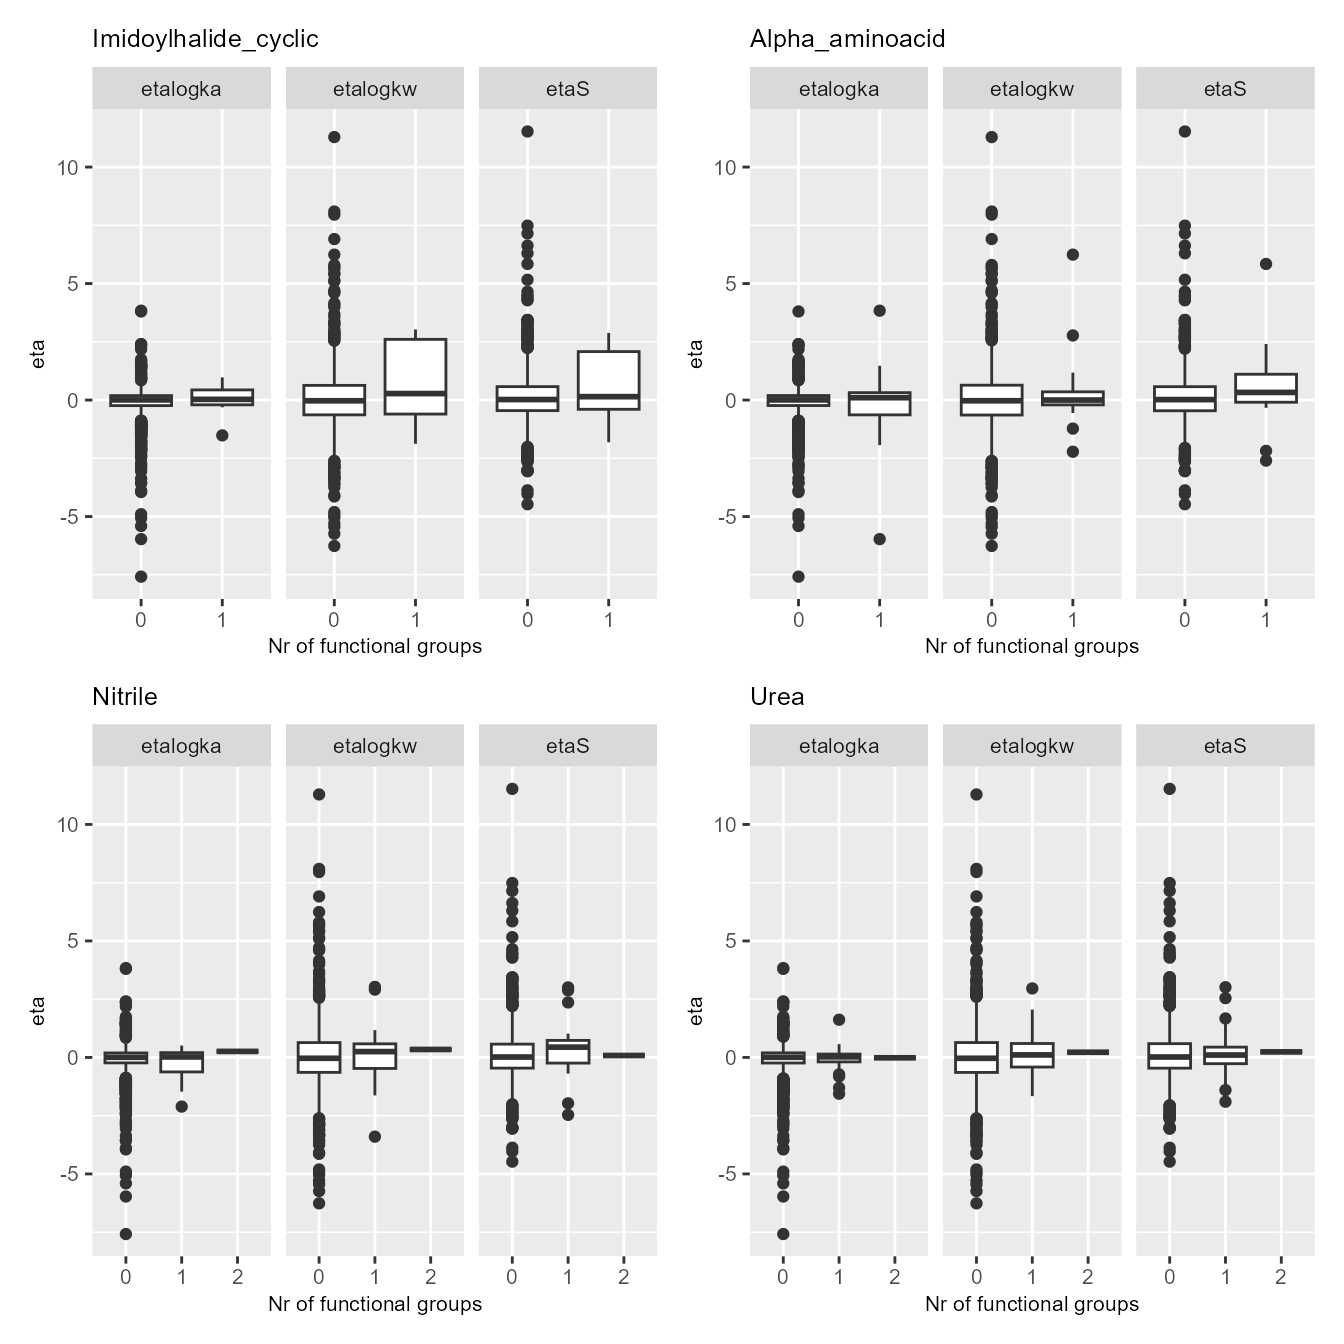 Imidoylhalide_cyclic
etalogka etalogkw etaS
10
5
0
-5
eta
0 1 0 1 0 1
Nr of functional groups
Alpha_aminoacid
etalogka etalogkw etaS
10
5
0
-5
eta
0 1 0 1 0 1
Nr of functional groups
Nitrile
etalogka etalogkw etaS
10
5
0
-5
eta
0 1 2 0 1 2 0 1 2
Nr of functional groups
Urea
etalogka etalogkw etaS
10
5
0
-5
eta
0 1 2 0 1 2 0 1 2
Nr of functional groups